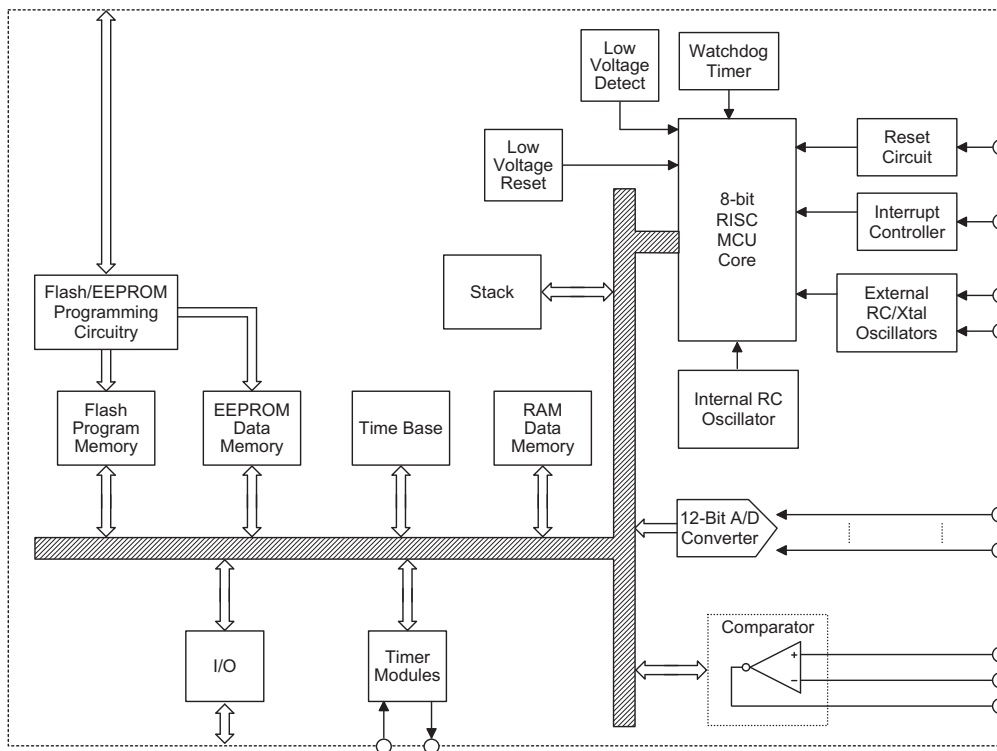 Low
Voltage
Detect
Watchdog
Timer
Low
Voltage
Reset
8-bit
RISC
MCU
Core
Reset
Circuit
Interrupt
Controller
External
RC/Xtal
Oscillators
Stack
Flash/EEPROM
Programming
Circuitry
Internal RC
Oscillator
Flash
Program
Memory
EEPROM
Data
Memory
Time Base
RAM
Data
Memory
12-Bit A/D
Converter
I/O
Timer
Modules
Comparator
+
−